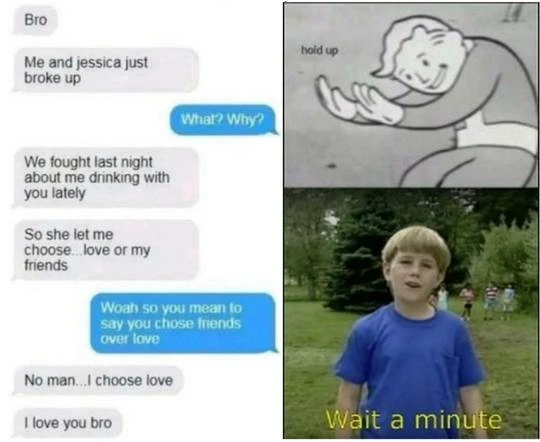 Bro
Me and jessica just
broke up
What? Why?
We fought last night
about me drinking with
you lately
So she let me
choose...love or my
friends
Woah so you mean to
say you chose friends
over love
No man...I choose love
I love you bro
hold up
Wait a minute